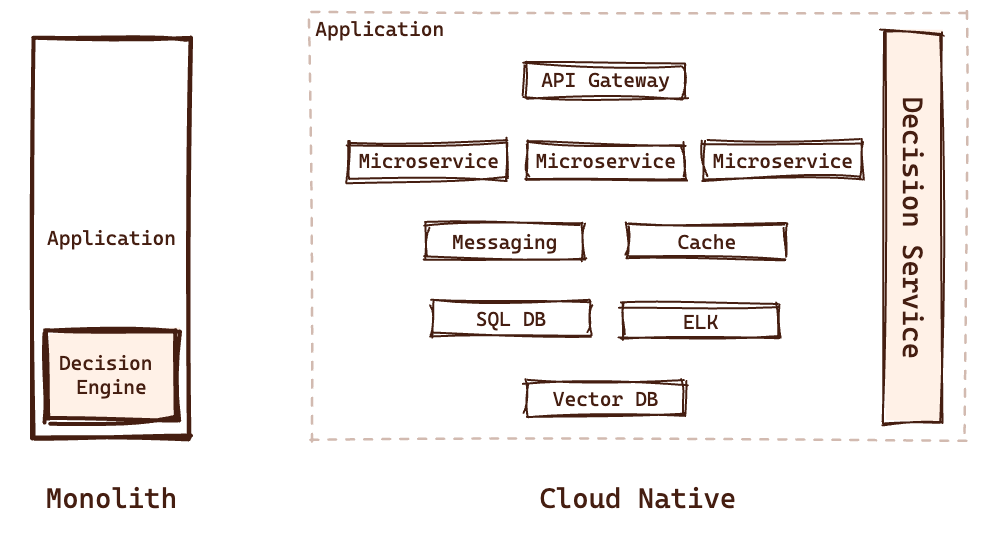 Application
Decision
Engine
Monolith
Application
API Gateway
Microservice
Microservice
Microservice
Messaging
Cache
SQL DB
ELK
Vector DB
Decision Service
Cloud Native